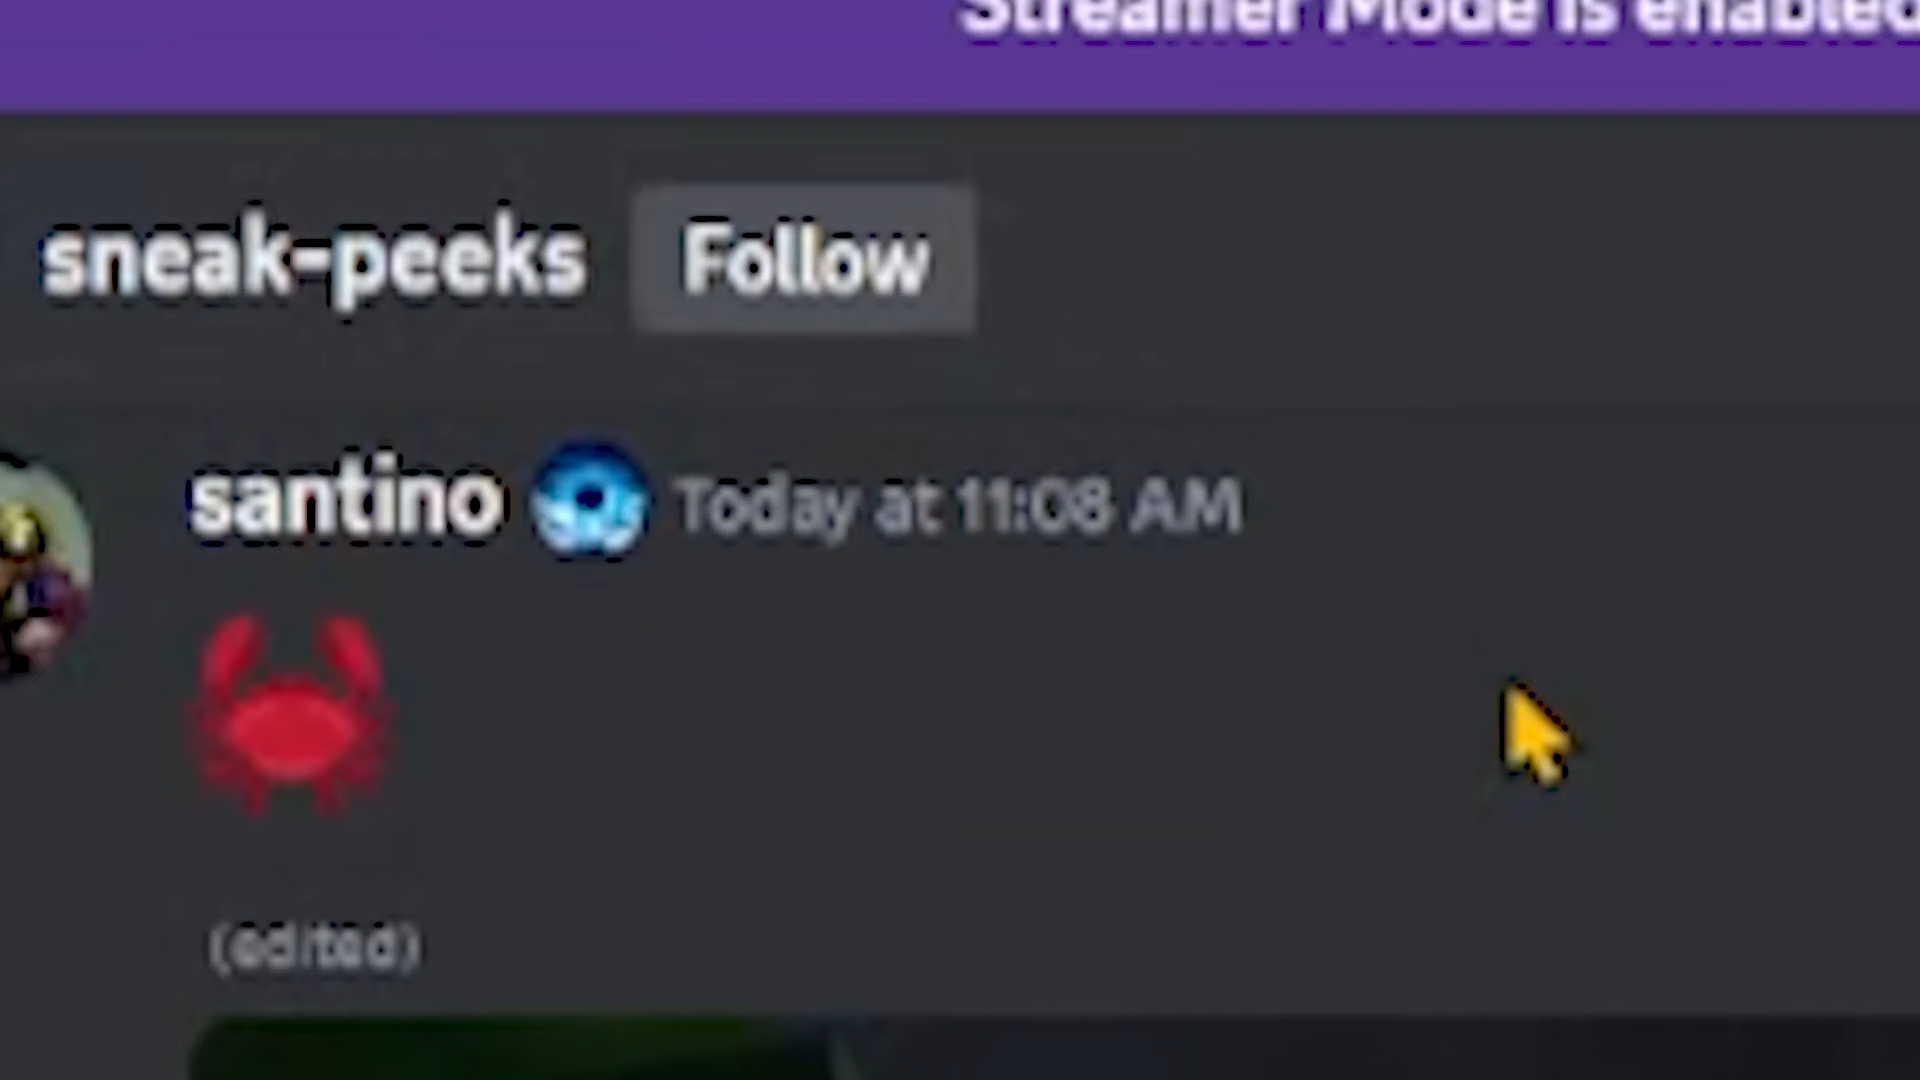 Streamer Mode is enabled
sneak-peeks Follow
santino Today at 11:08 AM
(edited)